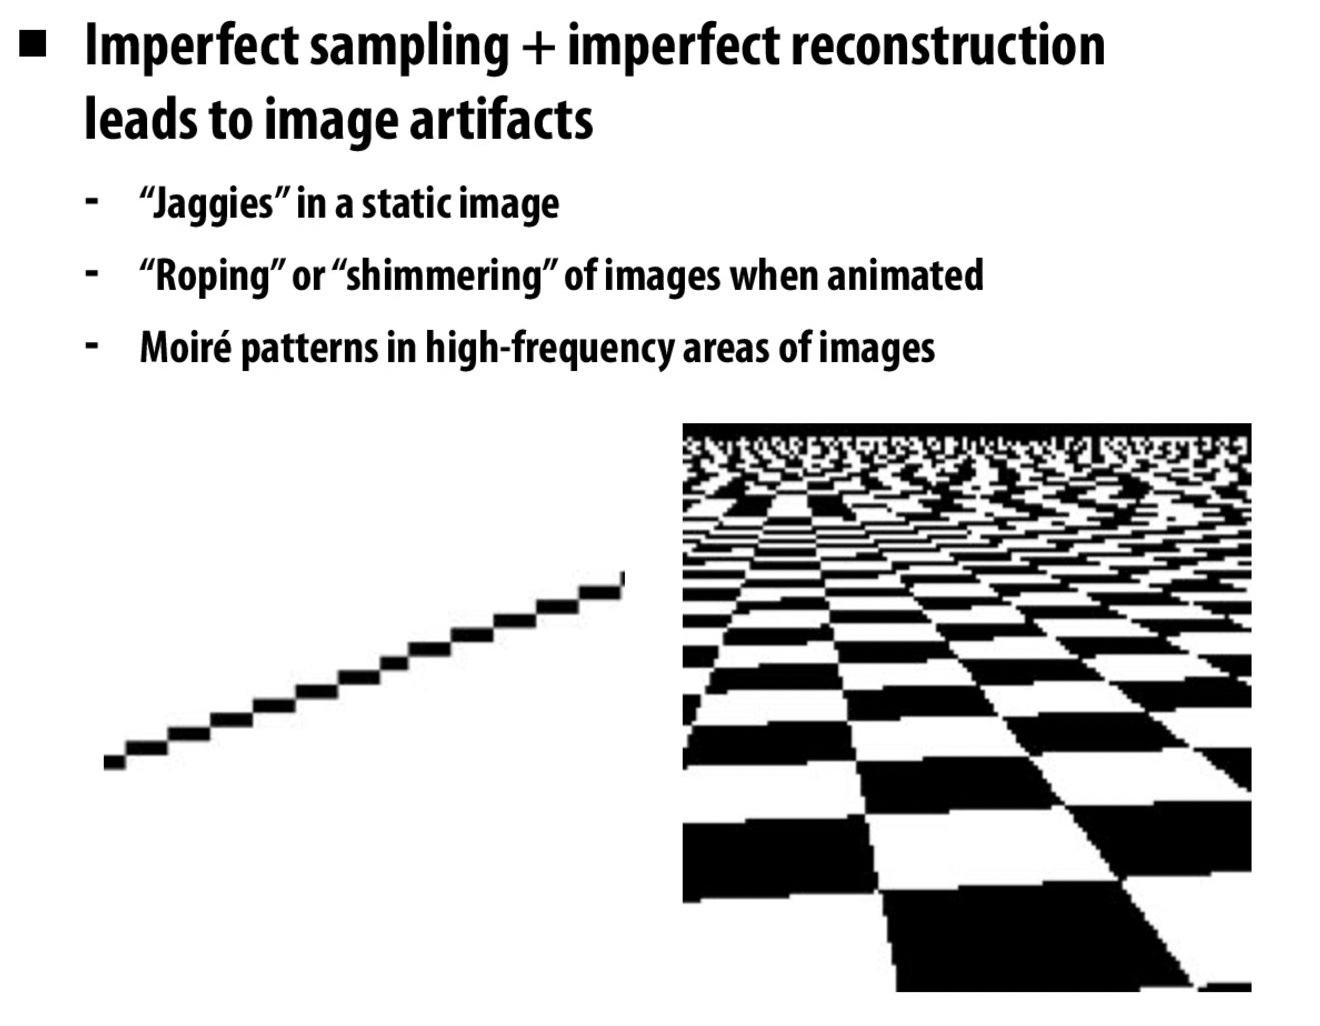 ■ Imperfect sampling + imperfect reconstruction
leads to image artifacts
- “Jaggies” in a static image
- “Roping” or “shimmering” of images when animated
- Moiré patterns in high-frequency areas of images